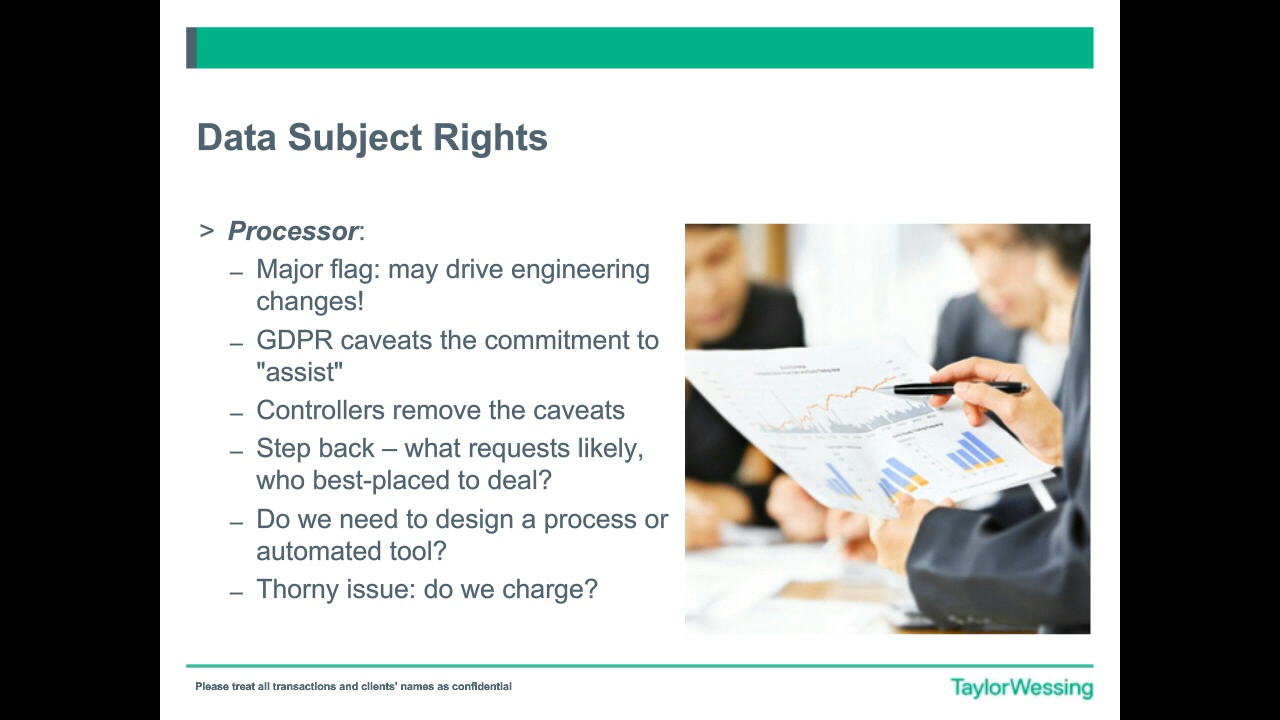 Data Subject Rights
> Processor:
– Major flag: may drive engineering
changes!
– GDPR caveats the commitment to
"assist"
– Controllers remove the caveats
– Step back – what requests likely,
who best-placed to deal?
– Do we need to design a process or
automated tool?
– Thorny issue: do we charge?
Please treat all transactions and clients' names as confidential
TaylorWessing